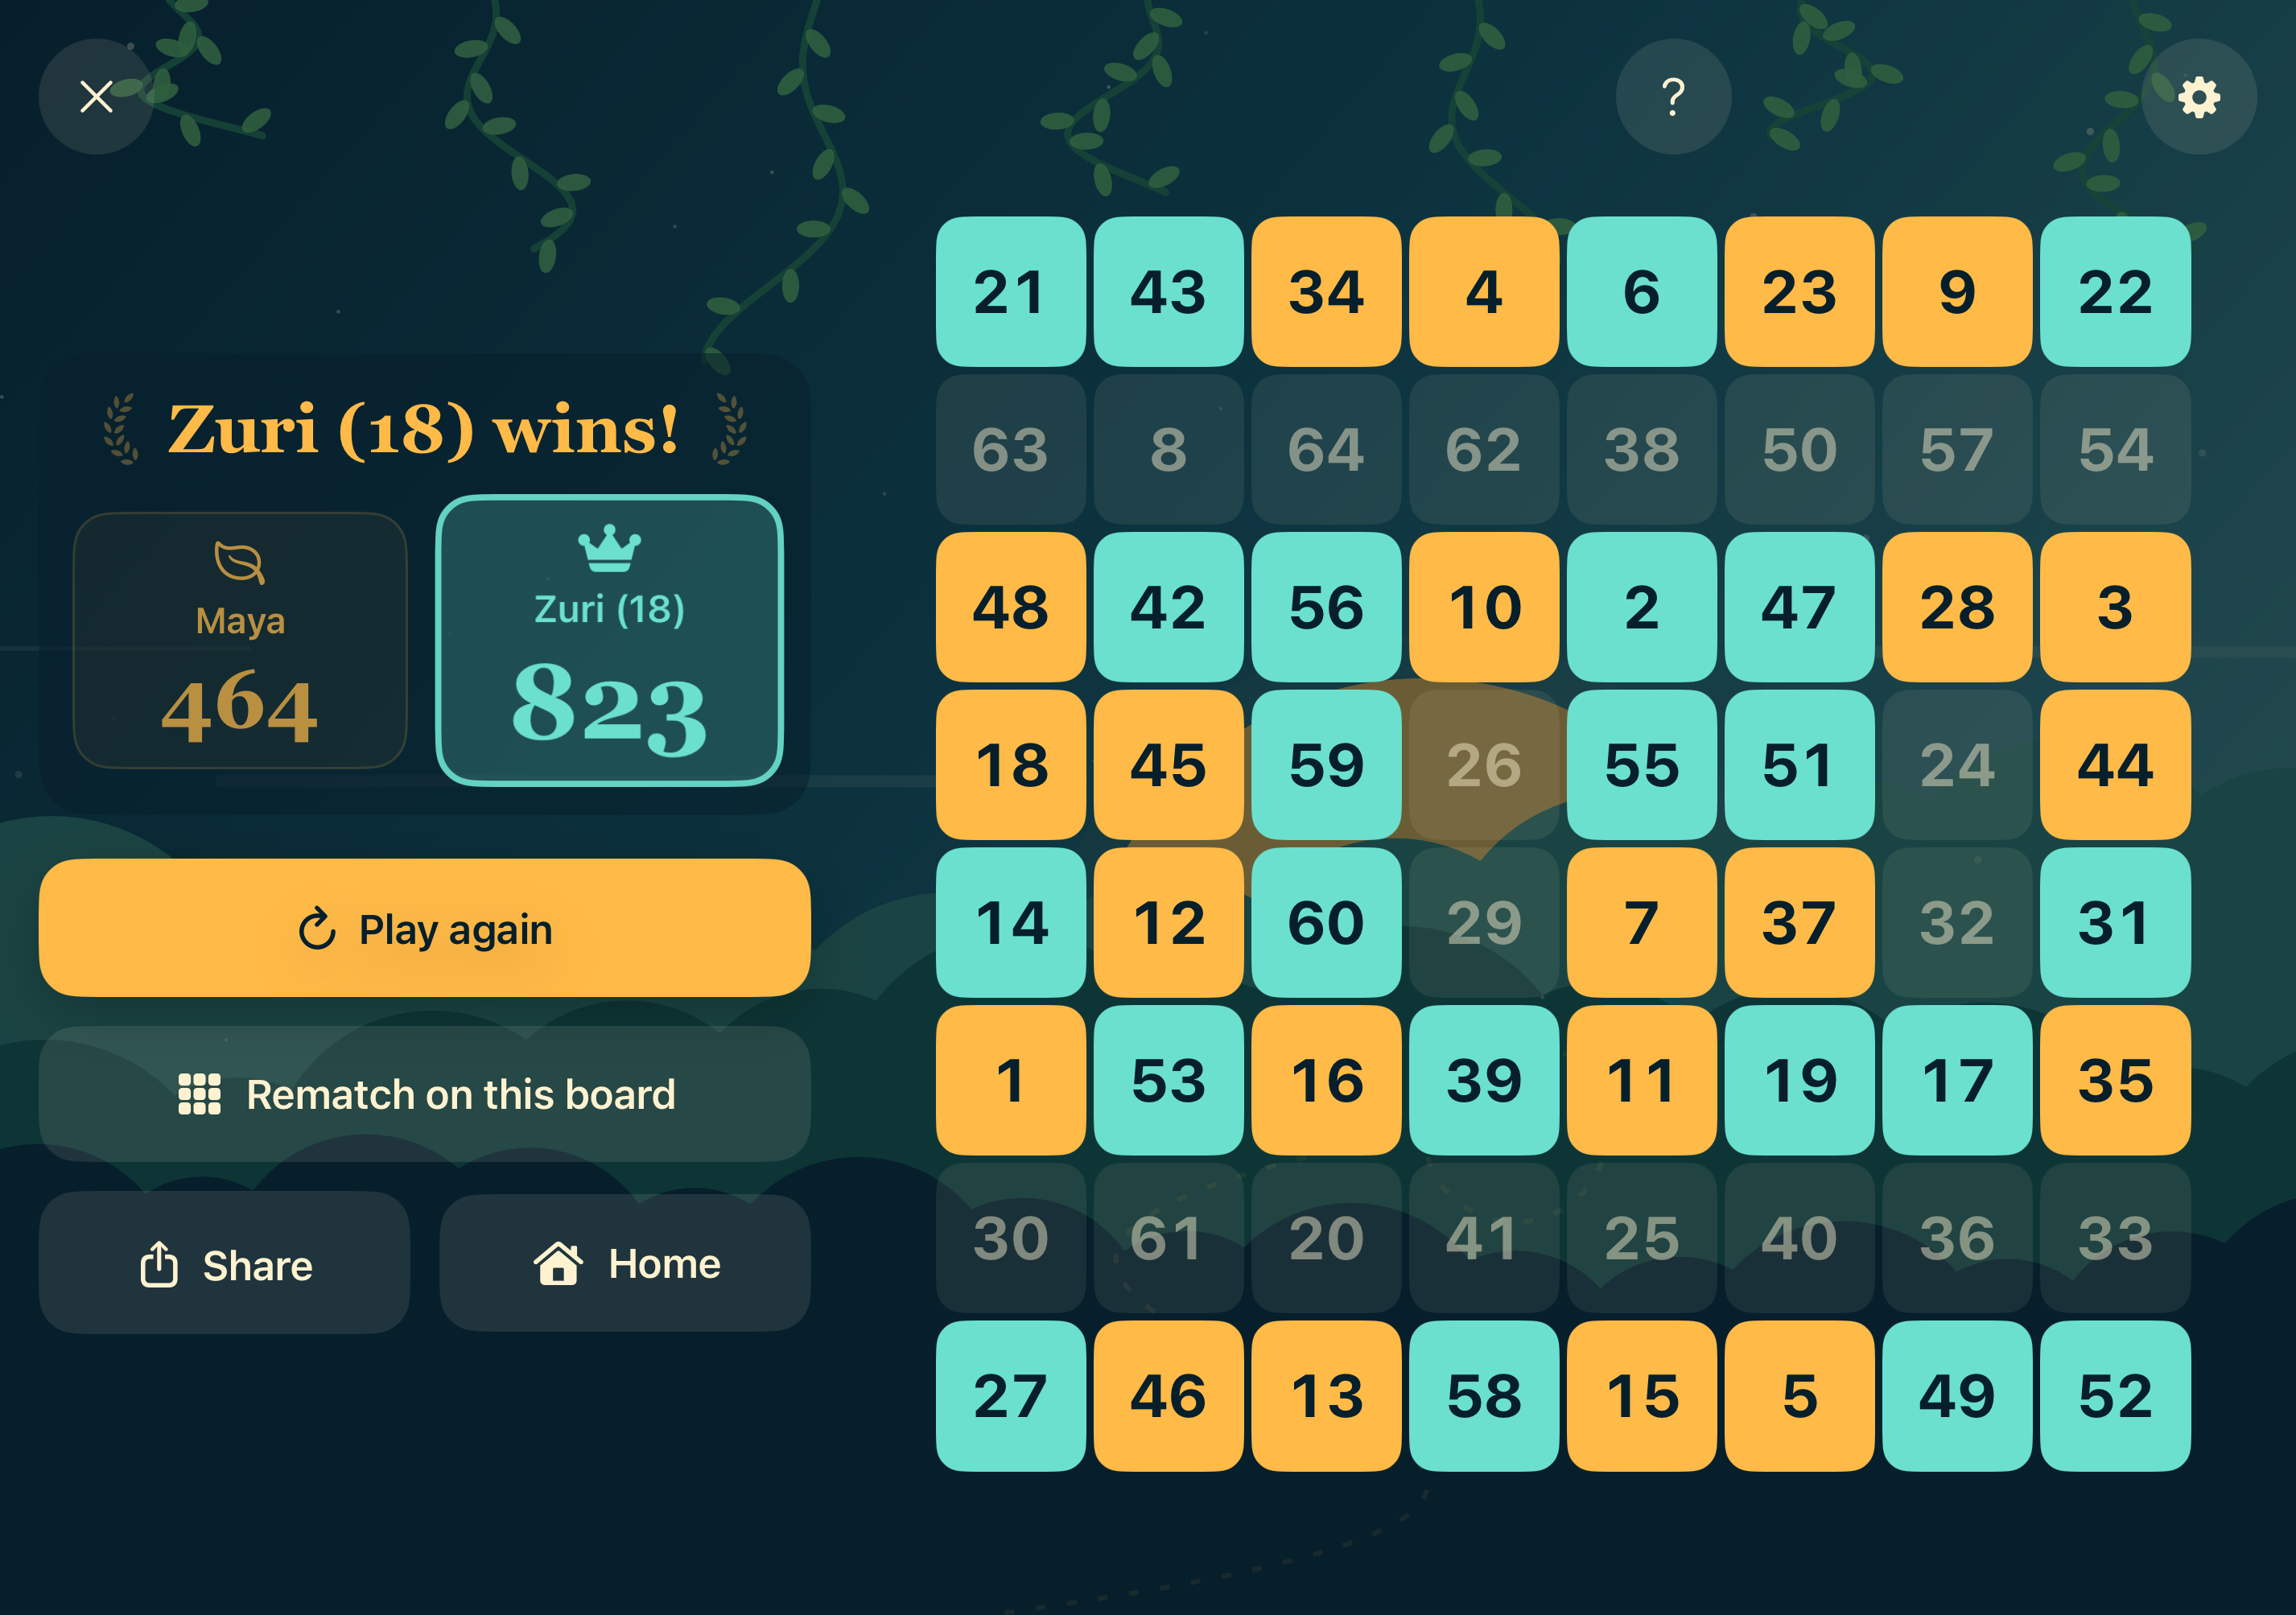 ?
Zuri (18) wins!
Maya
464
Zuri (18)
823
Play again
Rematch on this board
Share
Home
21 43 34 4 6 23 9 22
63 8 64 62 38 50 57 54
48 42 56 10 2 47 28 3
18 45 59 26 55 51 24 44
14 12 60 29 7 37 32 31
1 53 16 39 11 19 17 35
30 61 20 41 25 40 36 33
27 46 13 58 15 5 49 52